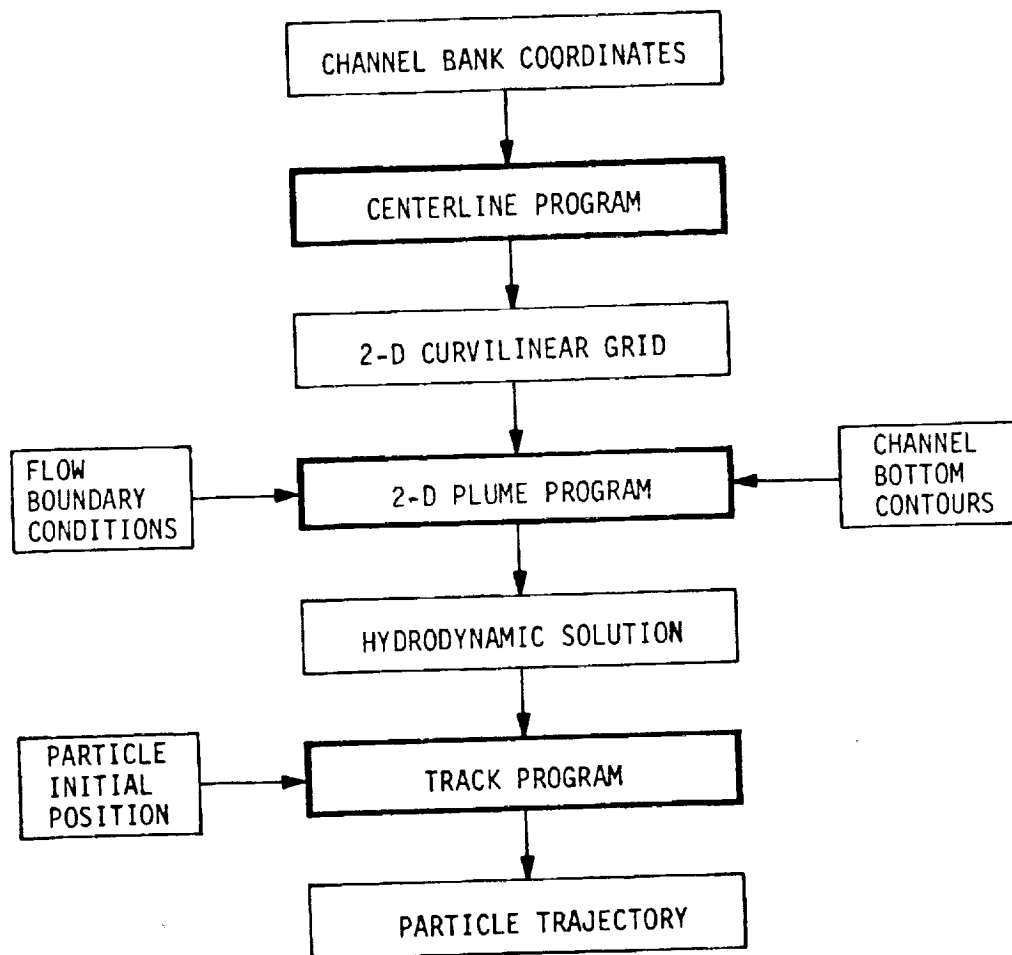 CHANNEL BANK COORDINATES
CENTERLINE PROGRAM
2-D CURVILINEAR GRID
FLOW
BOUNDARY
CONDITIONS
2-D PLUME PROGRAM
CHANNEL
BOTTOM
CONTOURS
HYDRODYNAMIC SOLUTION
PARTICLE
INITIAL
POSITION
TRACK PROGRAM
PARTICLE TRAJECTORY